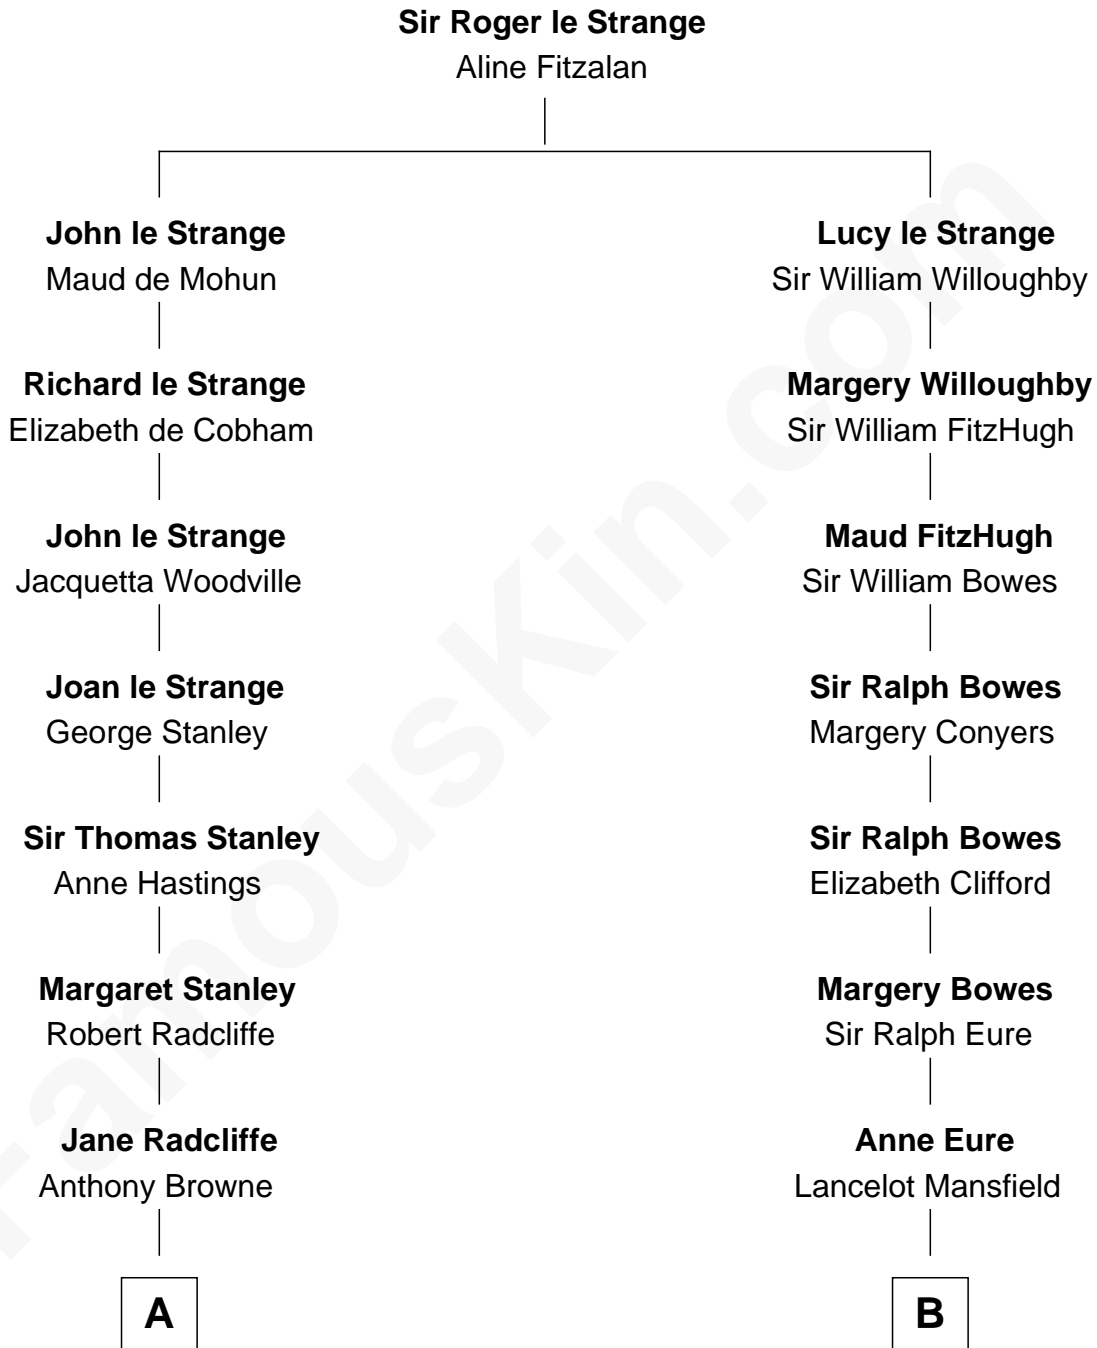 Sir Roger le Strange
Aline Fitzalan
John le Strange
Maud de Mohun
Lucy le Strange
Sir William Willoughby
Richard le Strange
Elizabeth de Cobham
Margery Willoughby
Sir William FitzHugh
John le Strange
Jacquetta Woodville
Maud FitzHugh
Sir William Bowes
Joan le Strange
George Stanley
Sir Ralph Bowes
Margery Conyers
Sir Thomas Stanley
Anne Hastings
Sir Ralph Bowes
Elizabeth Clifford
Margaret Stanley
Robert Radcliffe
Margery Bowes
Sir Ralph Eure
Jane Radcliffe
Anthony Browne
Anne Eure
Lancelot Mansfield
A
B
FamousKin.com